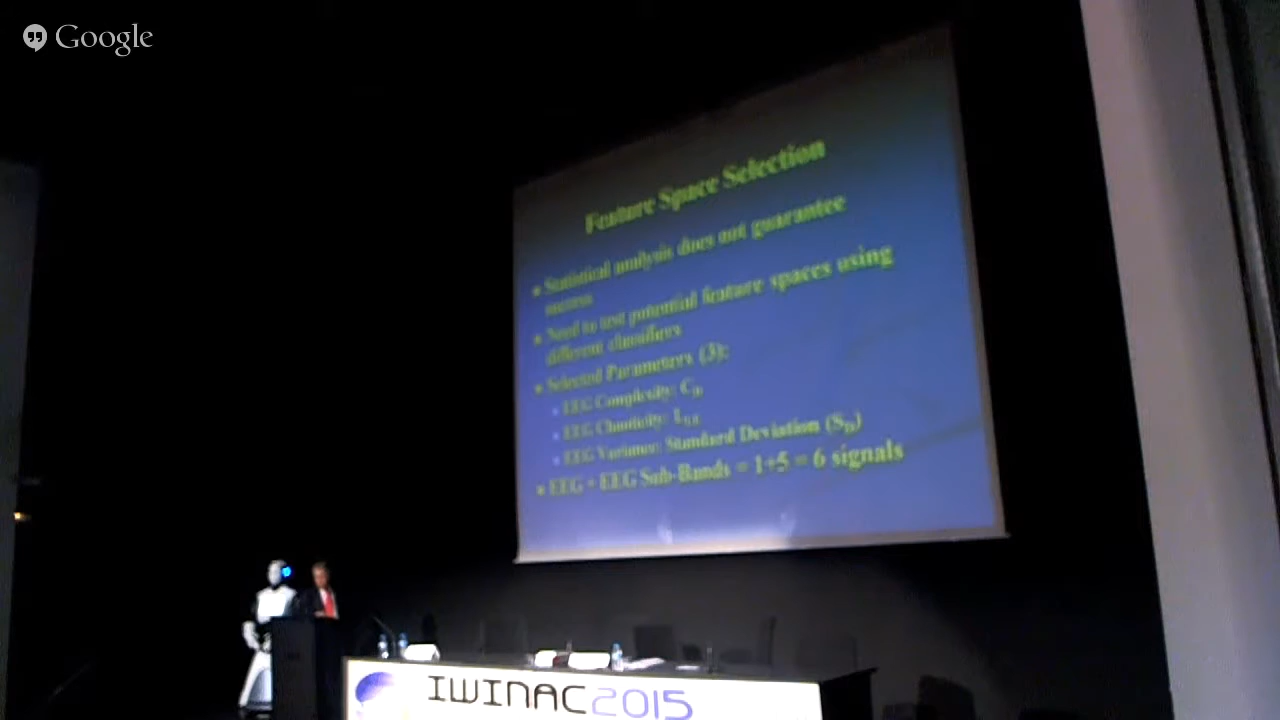 Google
Feature Space Selection
Statistical analysis does not guarantee
success
Need to test potential feature spaces using
different classifiers
Selected Parameters (3):
EEG Complexity: C
EEG Chaoticity:
EEG Variance: Standard Deviation (SD)
EEG + EEG Sub-Bands = 1+5 = 6 signals
IWINAC2015